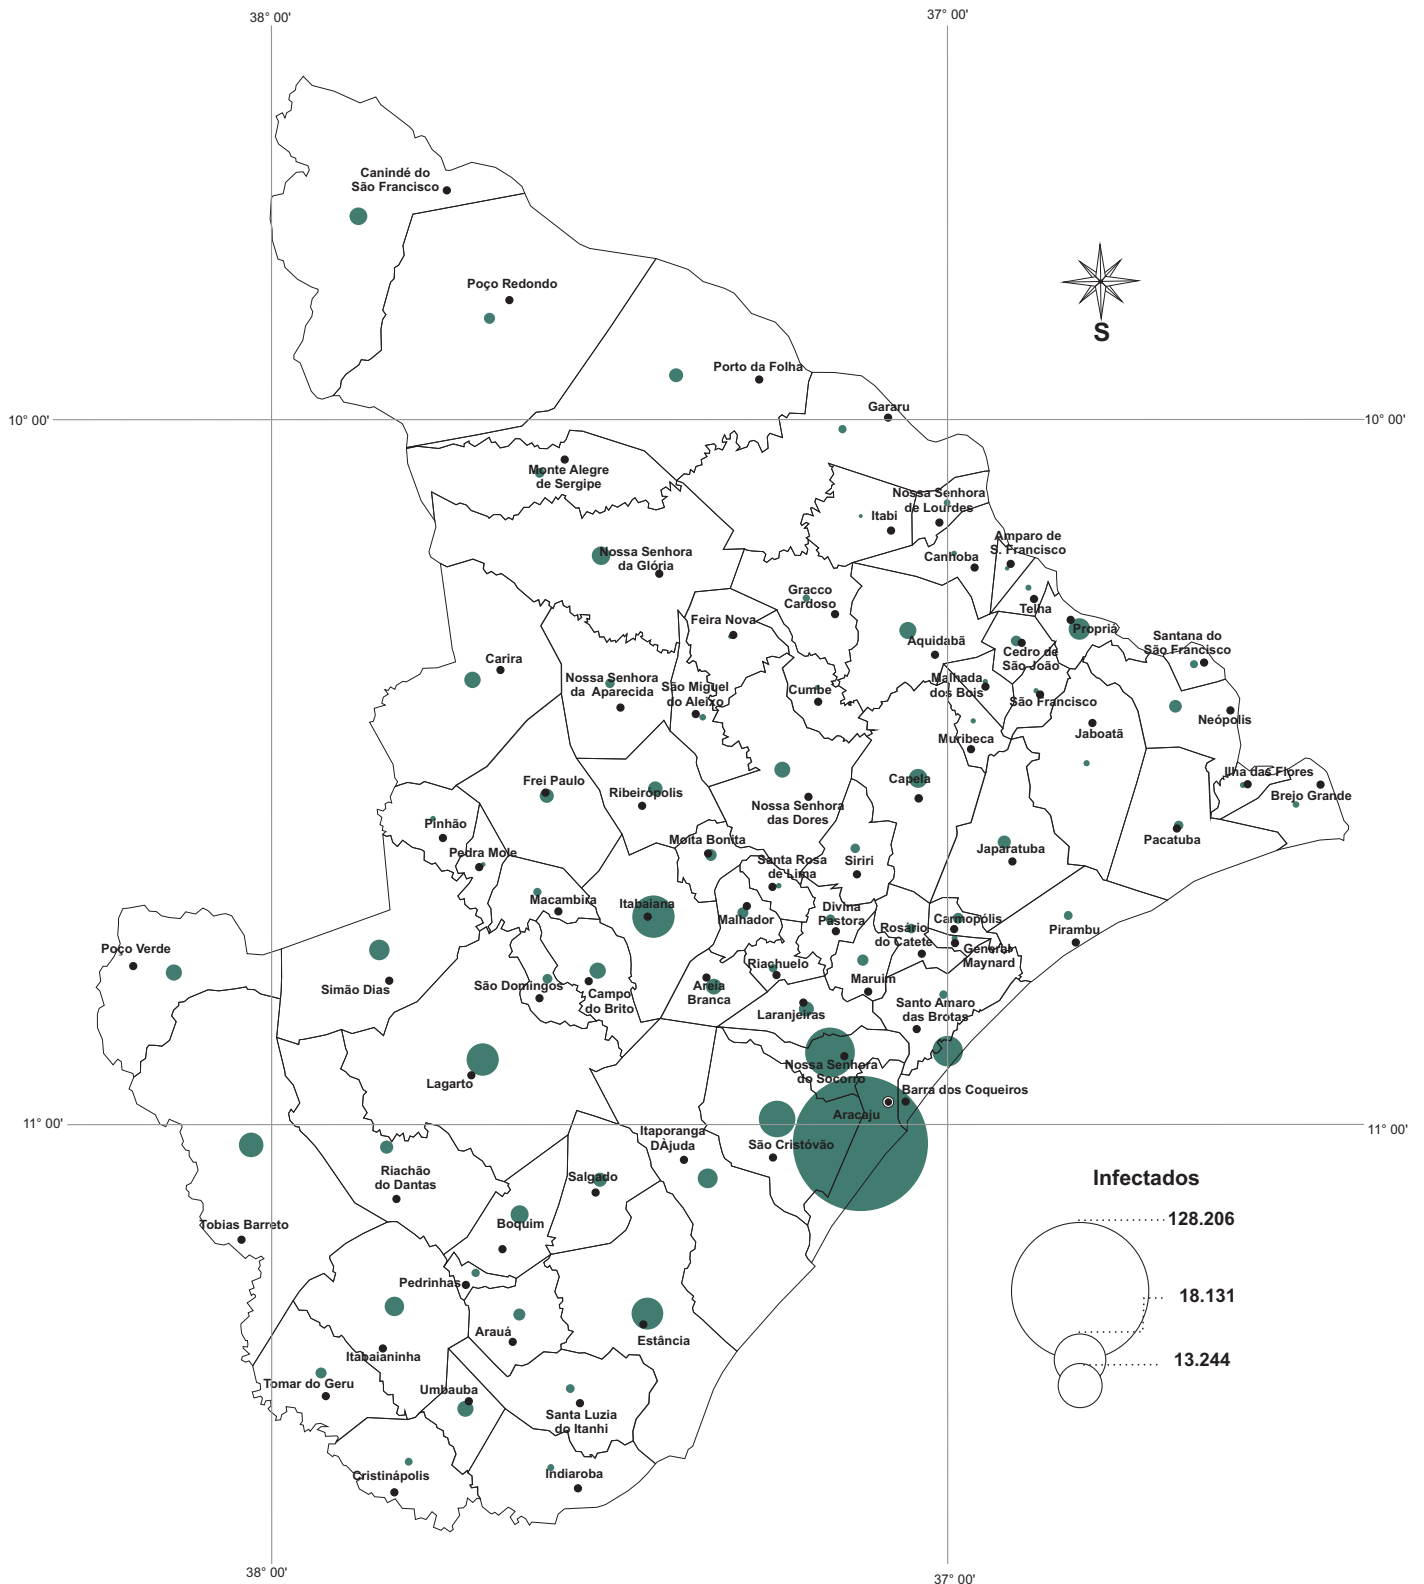 38° 00'
37° 00'
Canindé do
São Francisco
Poço Redondo
S
Porto da Folha
Gararu
10° 00'
10° 00'
Monte Alegre
de Sergipe
Nossa Senhora
de Lourdes
Itabi
Amparo de
S. Francisco
Canhoba
Nossa Senhora
da Glória
Gracco
Cardoso
Telha
Feira Nova
Propriá
Aquidabã
Cedro de
São João
Santana do
São Francisco
Carira
Nossa Senhora
da Aparecida
São Miguel
do Aleixo
Cumbe
Malhada
dos Bois
São Francisco
Neópolis
Jaboatã
Muribeca
Frei Paulo
Ribeirópolis
Capela
Ilha das Flores
Brejo Grande
Nossa Senhora
das Dores
Pinhão
Pedra Mole
Moita Bonita
Santa Rosa
de Lima
Siriri
Japaratuba
Pacatuba
Macambira
Itabaiana
Malhador
Divina
Pastora
Rosário
do Catete
Carmopólis
General
Maynard
Pirambu
Poço Verde
Simão Dias
São Domingos
Campo
do Brito
Areia
Branca
Riachuelo
Maruim
Laranjeiras
Santo Amaro
das Brotas
Lagarto
Nossa Senhora
do Socorro
Barra dos Coqueiros
Aracaju
11° 00'
11° 00'
Itaporanga
DÀjuda
São Cristóvão
Riachão
do Dantas
Salgado
Infectados
128.206
18.131
13.244
Tobias Barreto
Boquim
Pedrinhas
Arauá
Estância
Itabaianinha
Tomar do Geru
Umbauba
Santa Luzia
do Itanhi
Cristinápolis
Indiaroba
38° 00'
37° 00'